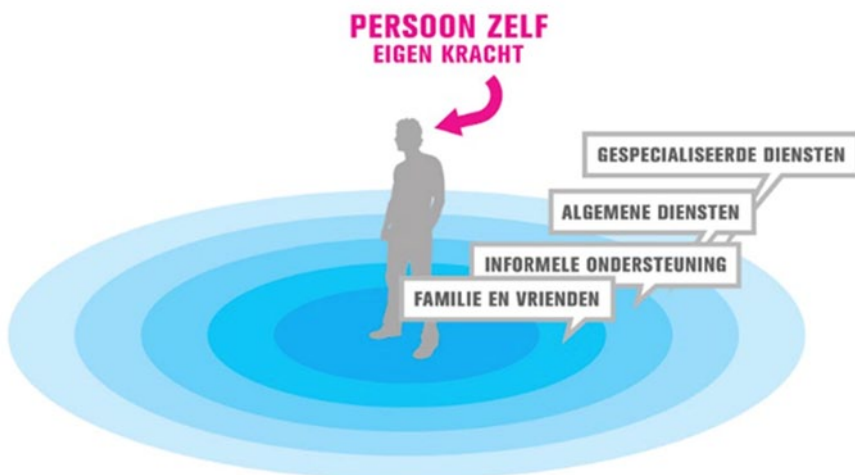 PERSOON ZELF
EIGEN KRACHT
GESPECIALISEERDE DIENSTEN
ALGEMENE DIENSTEN
INFORMELE ONDERSTEUNING
FAMILIE EN VRIENDEN